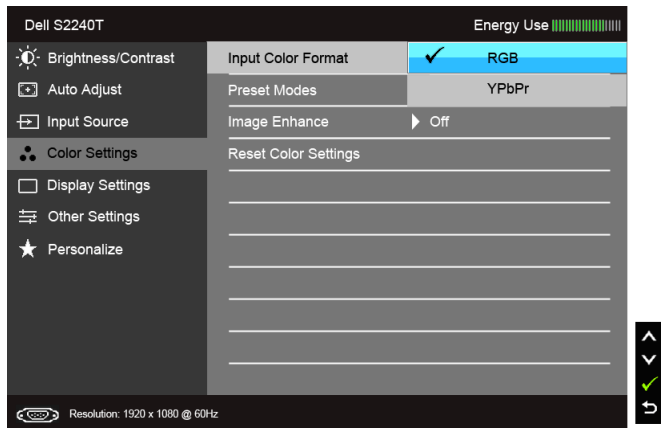 Dell S2240T
Energy Use
Brightness/Contrast
Auto Adjust
Input Source
Color Settings
Display Settings
Other Settings
Personalize
Input Color Format
RGB
Preset Modes
YPbPr
Image Enhance
Off
Reset Color Settings
Resolution: 1920 x 1080 @ 60Hz